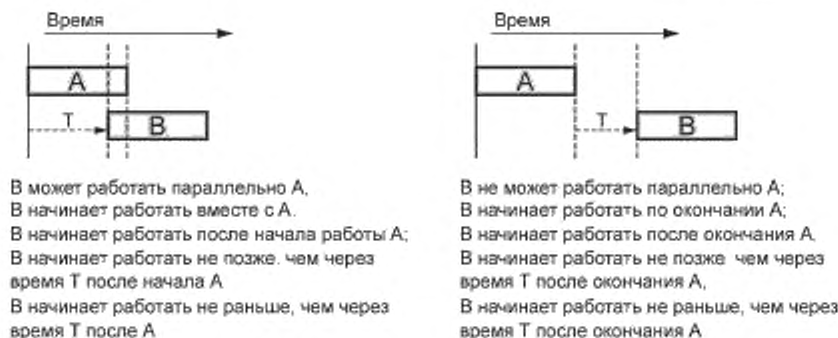 Время
А
Т
В
В может работать параллельно А,
В начинает работать вместе с А.
В начинает работать после начала работы А;
В начинает работать не позже. чем через
время Т после начала А
В начинает работать не раньше, чем через
время Т после А
Время
А
Т
В
В не может работать параллельно А;
В начинает работать по окончании А;
В начинает работать после окончания А,
В начинает работать не позже чем через
время Т после окончания А,
В начинает работать не раньше, чем через
время Т после окончания А